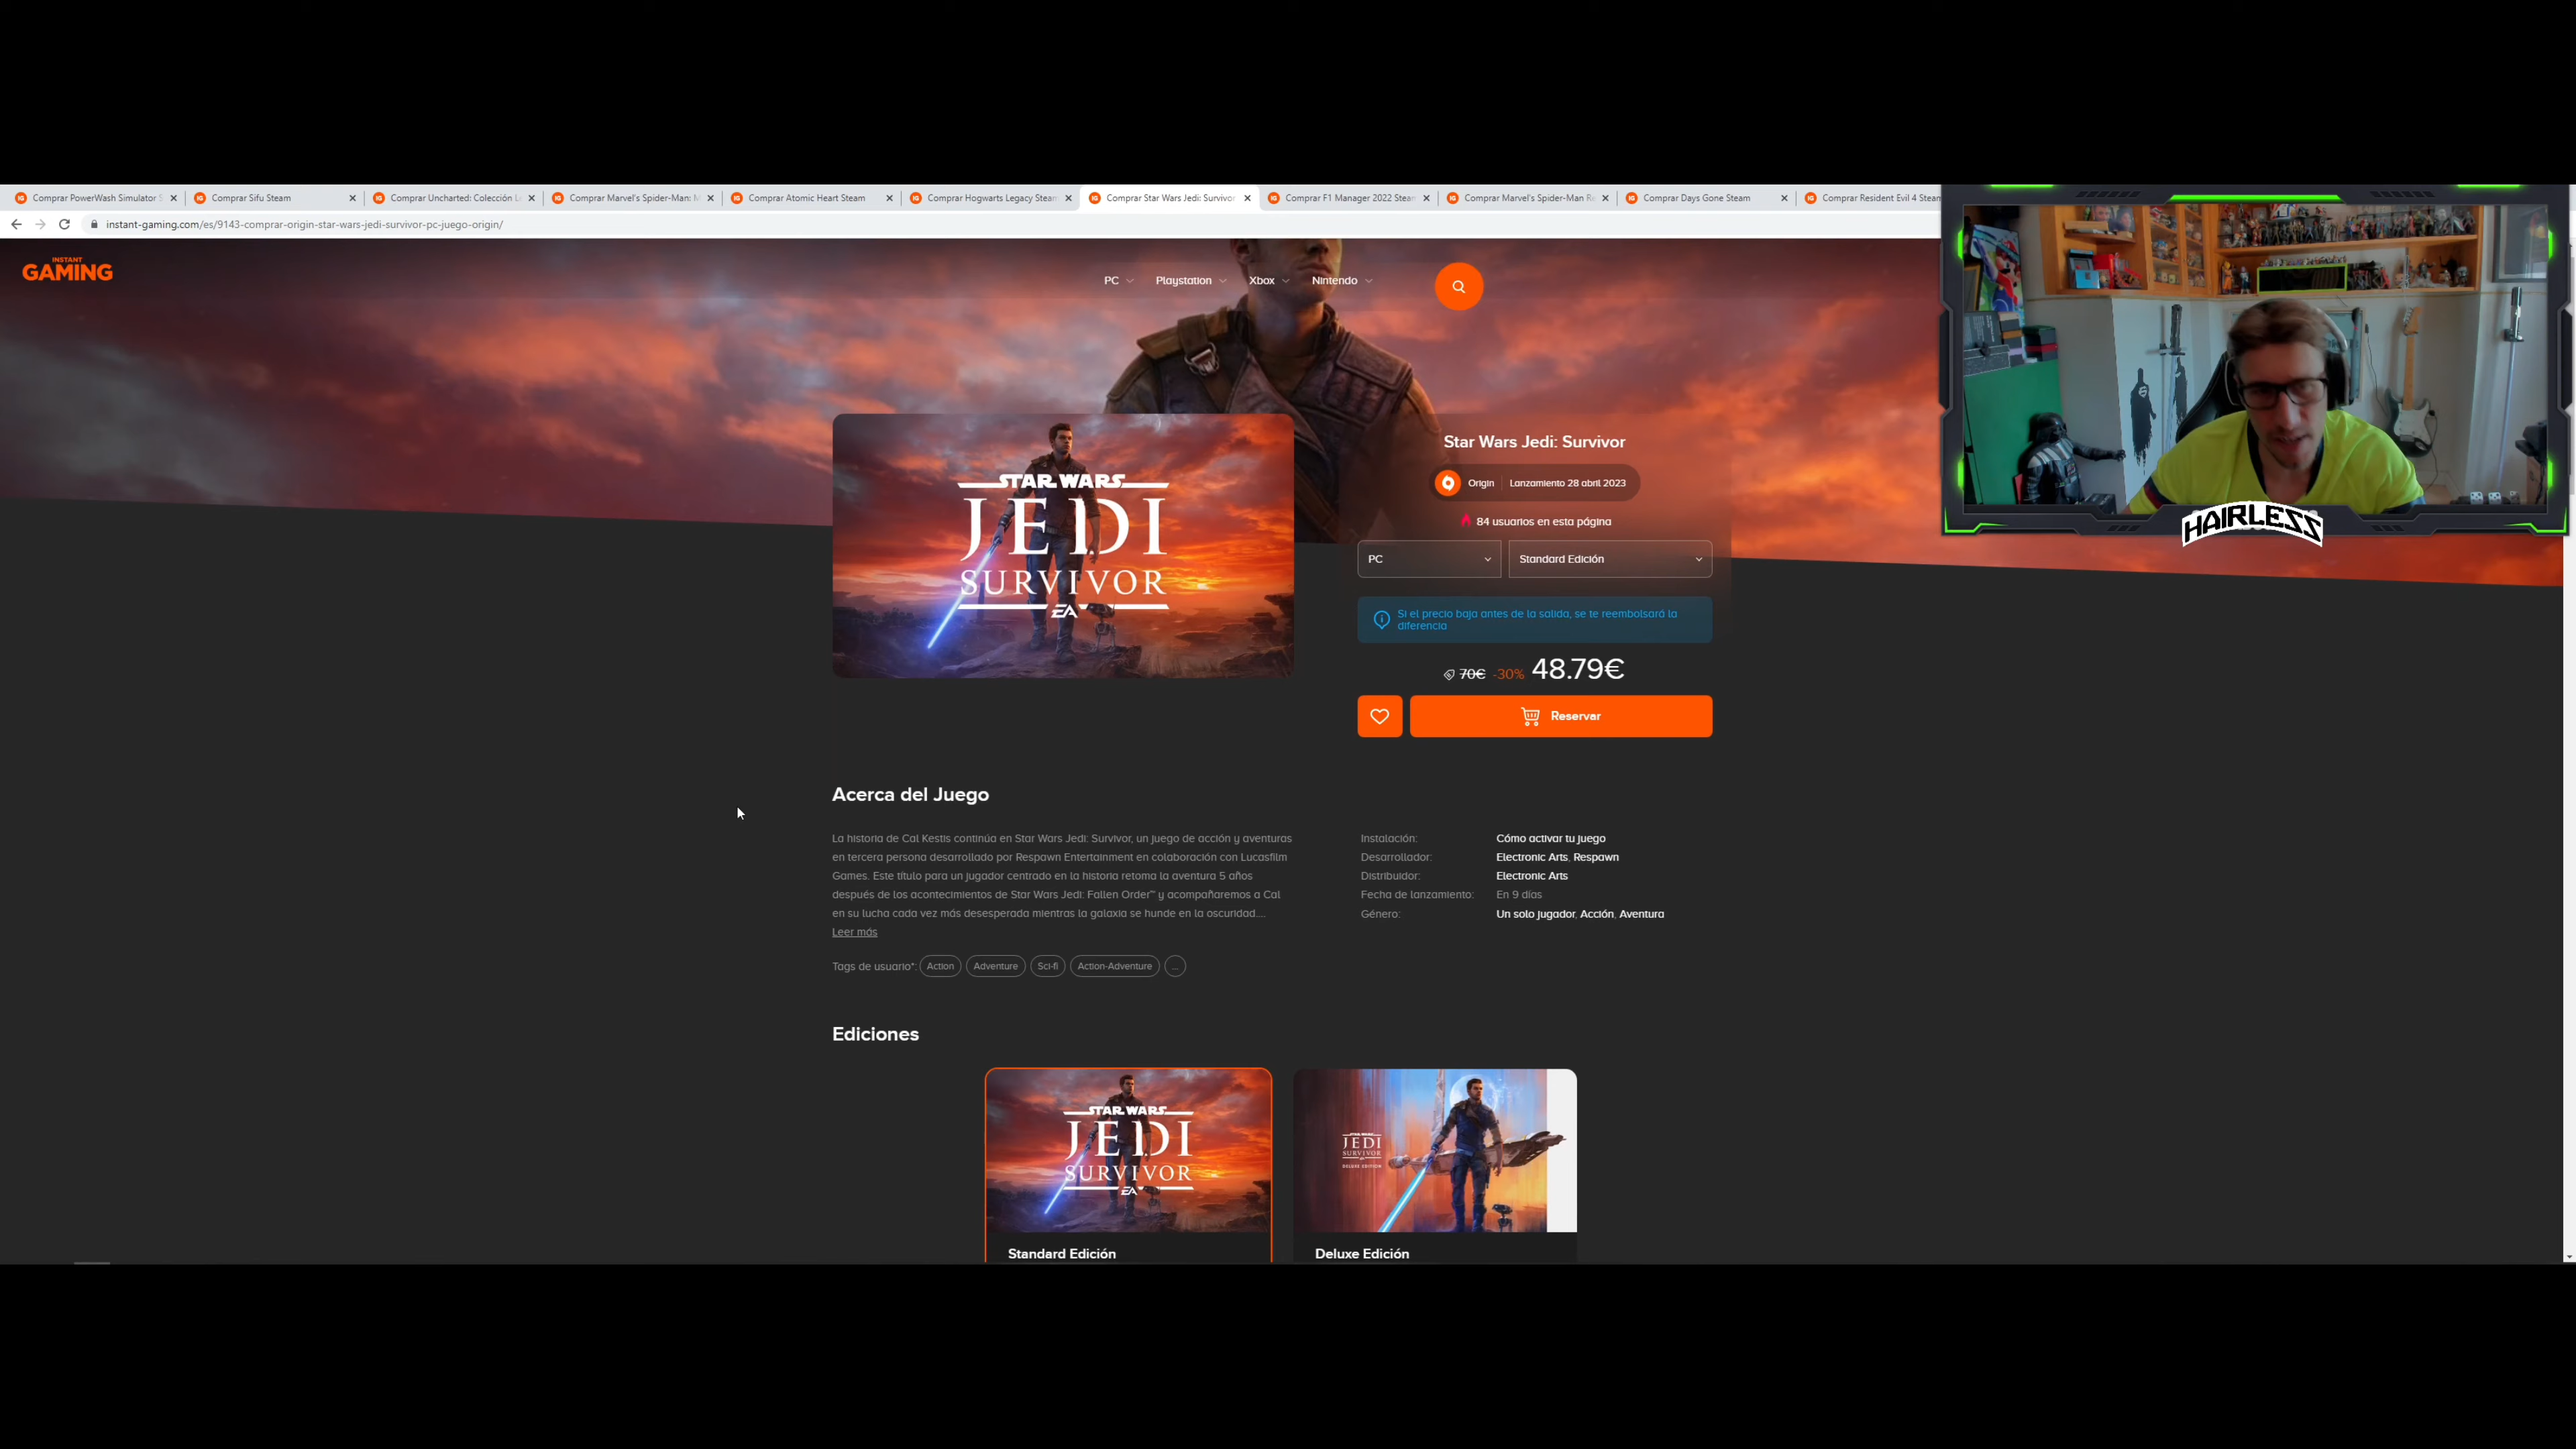 Comprar PowerWash Simulator S
Comprar Sifu Steam
Comprar Uncharted: Colección L
Comprar Marvel's Spider-Man: M
Comprar Atomic Heart Steam
Comprar Hogwarts Legacy Steam
Comprar Star Wars Jedi: Survivor
Comprar F1 Manager 2022 Steam
Comprar Marvel's Spider-Man Re
Comprar Days Gone Steam
Comprar Resident Evil 4 Steam
instant-gaming.com/es/9143-comprar-origin-star-wars-jedi-survivor-pc-juego-origin/
INSTANT
GAMING
PC
Playstation
Xbox
Nintendo
HAIRLESS
STAR WARS
JEDI
SURVIVOR
EA
Star Wars Jedi: Survivor
Origin
Lanzamiento 28 abril 2023
84 usuarios en esta página
PC
Standard Edición
Si el precio baja antes de la salida, se te reembolsará la
diferencia
70€ -30% 48.79€
Reservar
Acerca del Juego
La historia de Cal Kestis continúa en Star Wars Jedi: Survivor, un juego de acción y aventuras
en tercera persona desarrollado por Respawn Entertainment en colaboración con Lucasfilm
Games. Este título para un jugador centrado en la historia retoma la aventura 5 años
después de los acontecimientos de Star Wars Jedi: Fallen Order™ y acompañaremos a Cal
en su lucha cada vez más desesperada mientras la galaxia se hunde en la oscuridad....
Leer más
Instalación: Cómo activar tu juego
Desarrollador: Electronic Arts, Respawn
Distribuidor: Electronic Arts
Fecha de lanzamiento: En 9 días
Género: Un solo jugador, Acción, Aventura
Tags de usuario*: Action Adventure Sci-fi Action-Adventure ...
Ediciones
STAR WARS
JEDI
SURVIVOR
EA
STAR WARS
JEDI
SURVIVOR
DELUXE EDITION
Standard Edición
Deluxe Edición